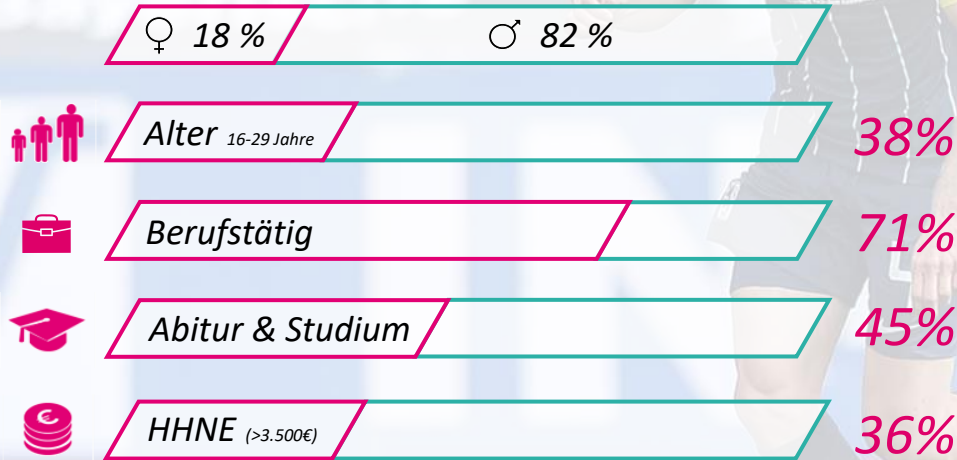 ♀ 18 % ♂ 82 %
Alter 16-29 Jahre 38%
Berufstätig 71%
Abitur & Studium 45%
HHNE (>3.500€) 36%